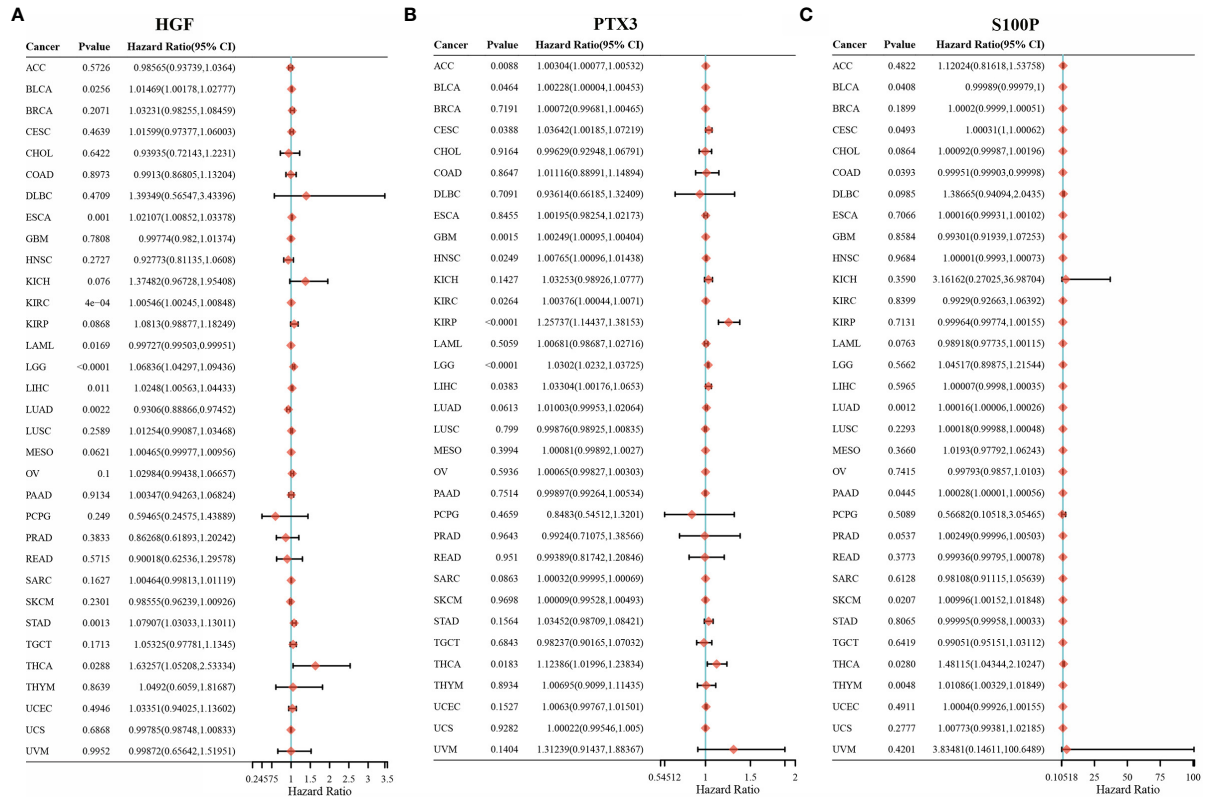 A
HGF
Cancer Pvalue Hazard Ratio(95% CI)
ACC 0.5726 0.98565(0.93739,1.0364)
BLCA 0.0256 1.01469(1.00178,1.02777)
BRCA 0.2071 1.03231(0.98255,1.08459)
CESC 0.4639 1.01599(0.97377,1.06003)
CHOL 0.6422 0.93935(0.72143,1.2231)
COAD 0.8973 0.9913(0.86805,1.13204)
DLBC 0.4709 1.39349(0.56547,3.43396)
ESCA 0.001 1.02107(1.00852,1.03378)
GBM 0.7808 0.99774(0.982,1.01374)
HNSC 0.2727 0.92773(0.81135,1.0608)
KICH 0.076 1.37482(0.96728,1.95408)
KIRC 4e−04 1.00546(1.00245,1.00848)
KIRP 0.0868 1.0813(0.98877,1.18249)
LAML 0.0169 0.99727(0.99503,0.99951)
LGG <0.0001 1.06836(1.04297,1.09436)
LIHC 0.011 1.0248(1.00563,1.04433)
LUAD 0.0022 0.9306(0.88866,0.97452)
LUSC 0.2589 1.01254(0.99087,1.03468)
MESO 0.0621 1.00465(0.99977,1.00956)
OV 0.1 1.02984(0.99438,1.06657)
PAAD 0.9134 1.00347(0.94263,1.06824)
PCPG 0.249 0.59465(0.24575,1.43889)
PRAD 0.3833 0.86268(0.61893,1.20242)
READ 0.5715 0.90018(0.62536,1.29578)
SARC 0.1627 1.00464(0.99813,1.01119)
SKCM 0.2301 0.98555(0.96239,1.00926)
STAD 0.0013 1.07907(1.03033,1.13011)
TGCT 0.1713 1.05325(0.97781,1.1345)
THCA 0.0288 1.63257(1.05208,2.53334)
THYM 0.8639 1.0492(0.6059,1.81687)
UCEC 0.4946 1.03351(0.94025,1.13602)
UCS 0.6868 0.99785(0.98748,1.00833)
UVM 0.9952 0.99872(0.65642,1.51951)
0.24575 1 1.5 2 2.5 3 3.5
Hazard Ratio
B
PTX3
Cancer Pvalue Hazard Ratio(95% CI)
ACC 0.0088 1.00304(1.00077,1.00532)
BLCA 0.0464 1.00228(1.00004,1.00453)
BRCA 0.7191 1.00072(0.99681,1.00465)
CESC 0.0388 1.03642(1.00185,1.07219)
CHOL 0.9164 0.99629(0.92948,1.06791)
COAD 0.8647 1.01116(0.88991,1.14894)
DLBC 0.7091 0.93614(0.66185,1.32409)
ESCA 0.8455 1.00195(0.98254,1.02173)
GBM 0.0015 1.00249(1.00095,1.00404)
HNSC 0.0249 1.00765(1.00096,1.01438)
KICH 0.1427 1.03253(0.98926,1.0777)
KIRC 0.0264 1.00376(1.00044,1.0071)
KIRP <0.0001 1.25737(1.14437,1.38153)
LAML 0.5059 1.00681(0.98687,1.02716)
LGG <0.0001 1.0302(1.0232,1.03725)
LIHC 0.0383 1.03304(1.00176,1.0653)
LUAD 0.0613 1.01003(0.99953,1.02064)
LUSC 0.799 0.99876(0.98925,1.00835)
MESO 0.3994 1.00081(0.99892,1.0027)
OV 0.5936 1.00065(0.99827,1.00303)
PAAD 0.7514 0.99897(0.99264,1.00534)
PCPG 0.4659 0.8483(0.54512,1.3201)
PRAD 0.9643 0.9924(0.71075,1.38566)
READ 0.951 0.99389(0.81742,1.20846)
SARC 0.0863 1.00032(0.99995,1.00069)
SKCM 0.9698 1.00009(0.99528,1.00493)
STAD 0.1564 1.03452(0.98709,1.08421)
TGCT 0.6843 0.98237(0.90165,1.07032)
THCA 0.0183 1.12386(1.01996,1.23834)
THYM 0.8934 1.00695(0.9099,1.11435)
UCEC 0.1527 1.0063(0.99767,1.01501)
UCS 0.9282 1.00022(0.99546,1.005)
UVM 0.1404 1.31239(0.91437,1.88367)
0.54512 1 1.5 2
Hazard Ratio
C
S100P
Cancer Pvalue Hazard Ratio(95% CI)
ACC 0.4822 1.12024(0.81618,1.53758)
BLCA 0.0408 0.99989(0.99979,1)
BRCA 0.1899 1.0002(0.9999,1.00051)
CESC 0.0493 1.00031(1,1.00062)
CHOL 0.0864 1.00092(0.99987,1.00196)
COAD 0.0393 0.99951(0.99903,0.99998)
DLBC 0.0985 1.38665(0.94094,2.0435)
ESCA 0.7066 1.00016(0.99931,1.00102)
GBM 0.8584 0.99301(0.91939,1.07253)
HNSC 0.9684 1.00001(0.9993,1.00073)
KICH 0.3590 3.16162(0.27025,36.98704)
KIRC 0.8399 0.9929(0.92663,1.06392)
KIRP 0.7131 0.99964(0.99774,1.00155)
LAML 0.0763 0.98918(0.97735,1.00115)
LGG 0.5662 1.04517(0.89875,1.21544)
LIHC 0.5965 1.00007(0.9998,1.00035)
LUAD 0.0012 1.00016(1.00006,1.00026)
LUSC 0.2293 1.00018(0.99988,1.00048)
MESO 0.3660 1.0193(0.97792,1.06243)
OV 0.7415 0.99793(0.9857,1.0103)
PAAD 0.0445 1.00028(1.00001,1.00056)
PCPG 0.5089 0.56682(0.10518,3.05465)
PRAD 0.0537 1.00249(0.99996,1.00503)
READ 0.3773 0.99936(0.99795,1.00078)
SARC 0.6128 0.98108(0.91115,1.05639)
SKCM 0.0207 1.00996(1.00152,1.01848)
STAD 0.8065 0.99995(0.99958,1.00033)
TGCT 0.6419 0.99051(0.95151,1.03112)
THCA 0.0280 1.48115(1.04344,2.10247)
THYM 0.0048 1.01086(1.00329,1.01849)
UCEC 0.4911 1.0004(0.99926,1.00155)
UCS 0.2777 1.00773(0.99381,1.02185)
UVM 0.4201 3.83481(0.14611,100.6489)
0.10518 25 50 75 100
Hazard Ratio